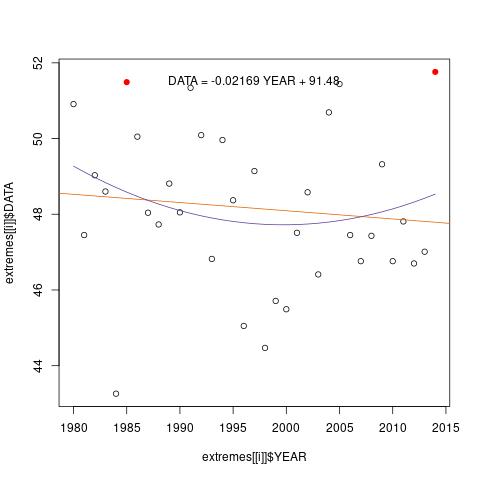 DATA = -0.02169 YEAR + 91.48
52
50
48
46
44
extremes[[i]]$DATA
1980 1985 1990 1995 2000 2005 2010 2015
extremes[[i]]$YEAR